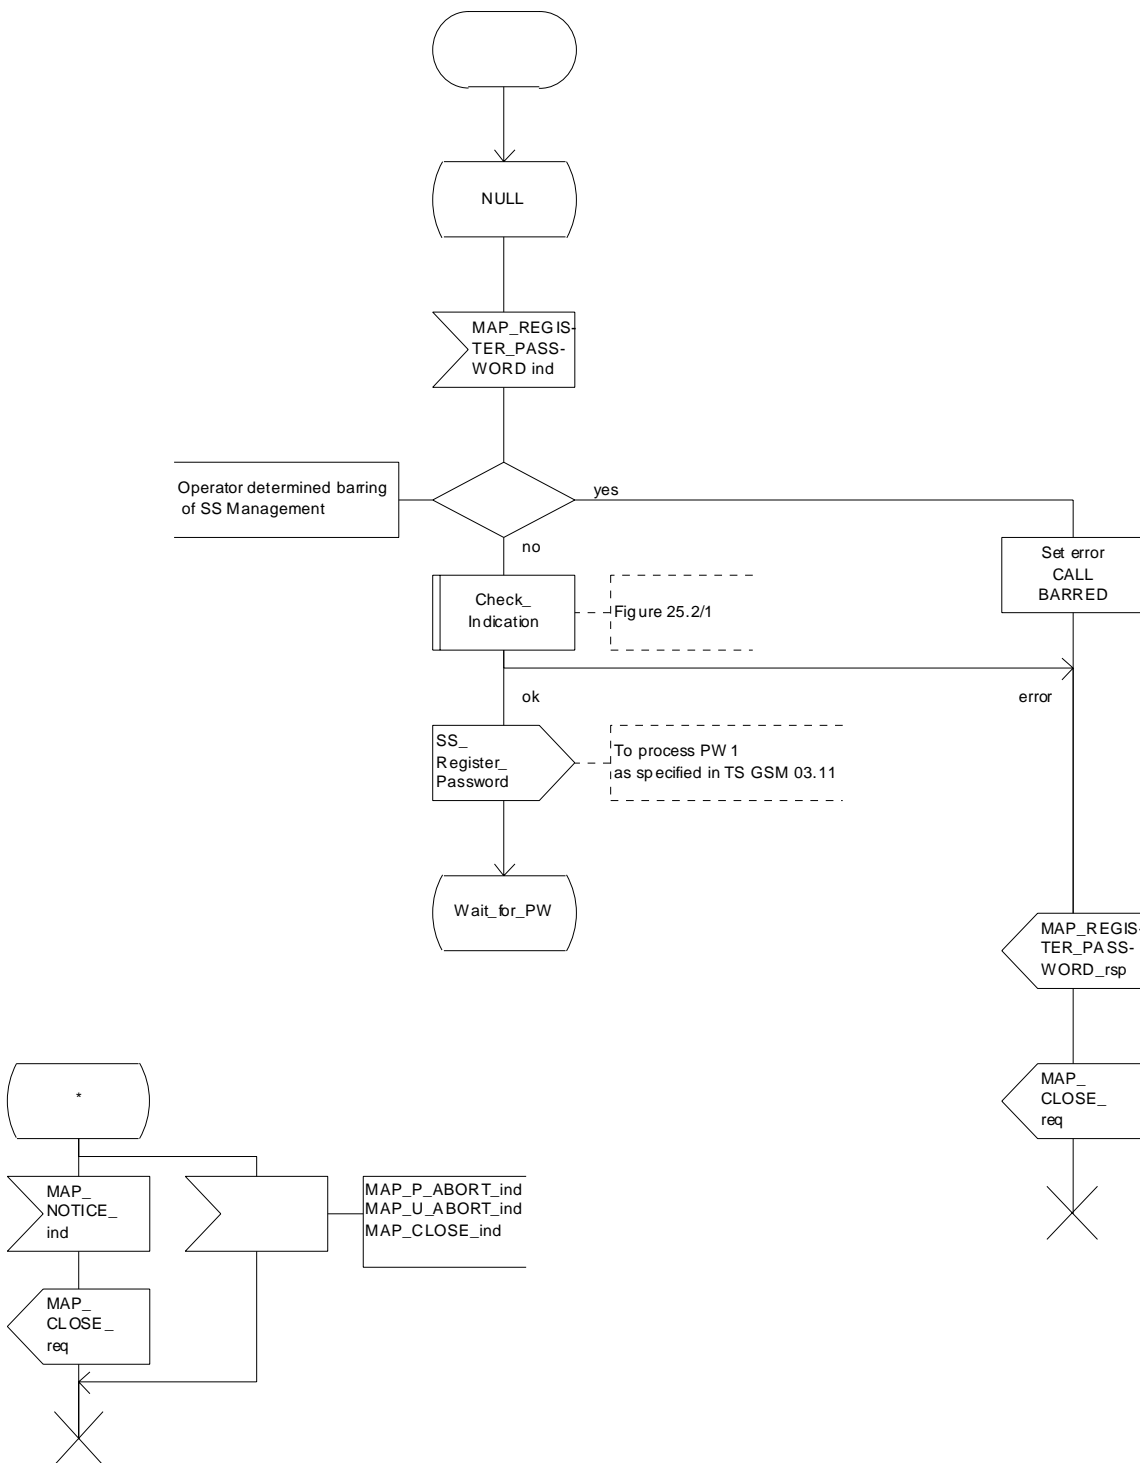 NULL
MAP_REGIS-
TER_PASS-
WORD ind
Operator determined barring
of SS Management
yes
no
Set error
CALL
BARRED
Check_
Indication
Figure 25.2/1
ok
error
SS_
Register_
Password
To process PW1
as specified in TS GSM 03.11
Wait_for_PW
MAP_REGIS-
TER_PASS-
WORD_rsp
*
MAP_
CLOSE_
req
MAP_
NOTICE_
ind
MAP_P_ABORT_ind
MAP_U_ABORT_ind
MAP_CLOSE_ind
MAP_
CLOSE_
req